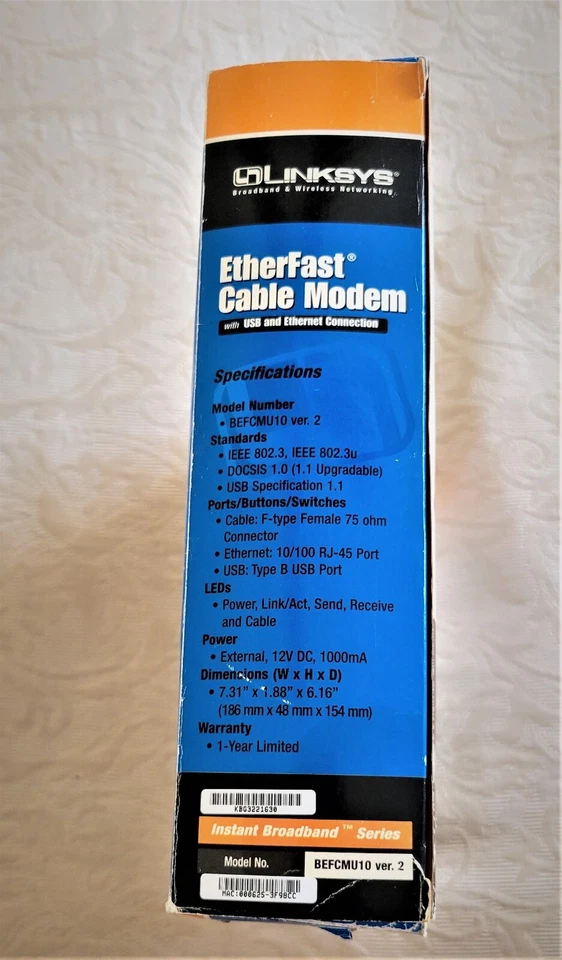 LINKSYS®
Broadband & Wireless Networking
EtherFast®
Cable Modem
with USB and Ethernet Connection
Specifications
Model Number
• BEFCMU10 ver. 2
Standards
• IEEE 802.3, IEEE 802.3u
• DOCSIS 1.0 (1.1 Upgradable)
• USB Specification 1.1
Ports/Buttons/Switches
• Cable: F-type Female 75 ohm
Connector
• Ethernet: 10/100 RJ-45 Port
• USB: Type B USB Port
LEDs
• Power, Link/Act, Send, Receive
and Cable
Power
• External, 12V DC, 1000mA
Dimensions (W x H x D)
• 7.31" x 1.88" x 6.16"
(186 mm x 48 mm x 154 mm)
Warranty
• 1-Year Limited
KBG3221630
Instant Broadband™ Series
Model No. BEFCMU10 ver. 2
MAC:000625-3F98CC